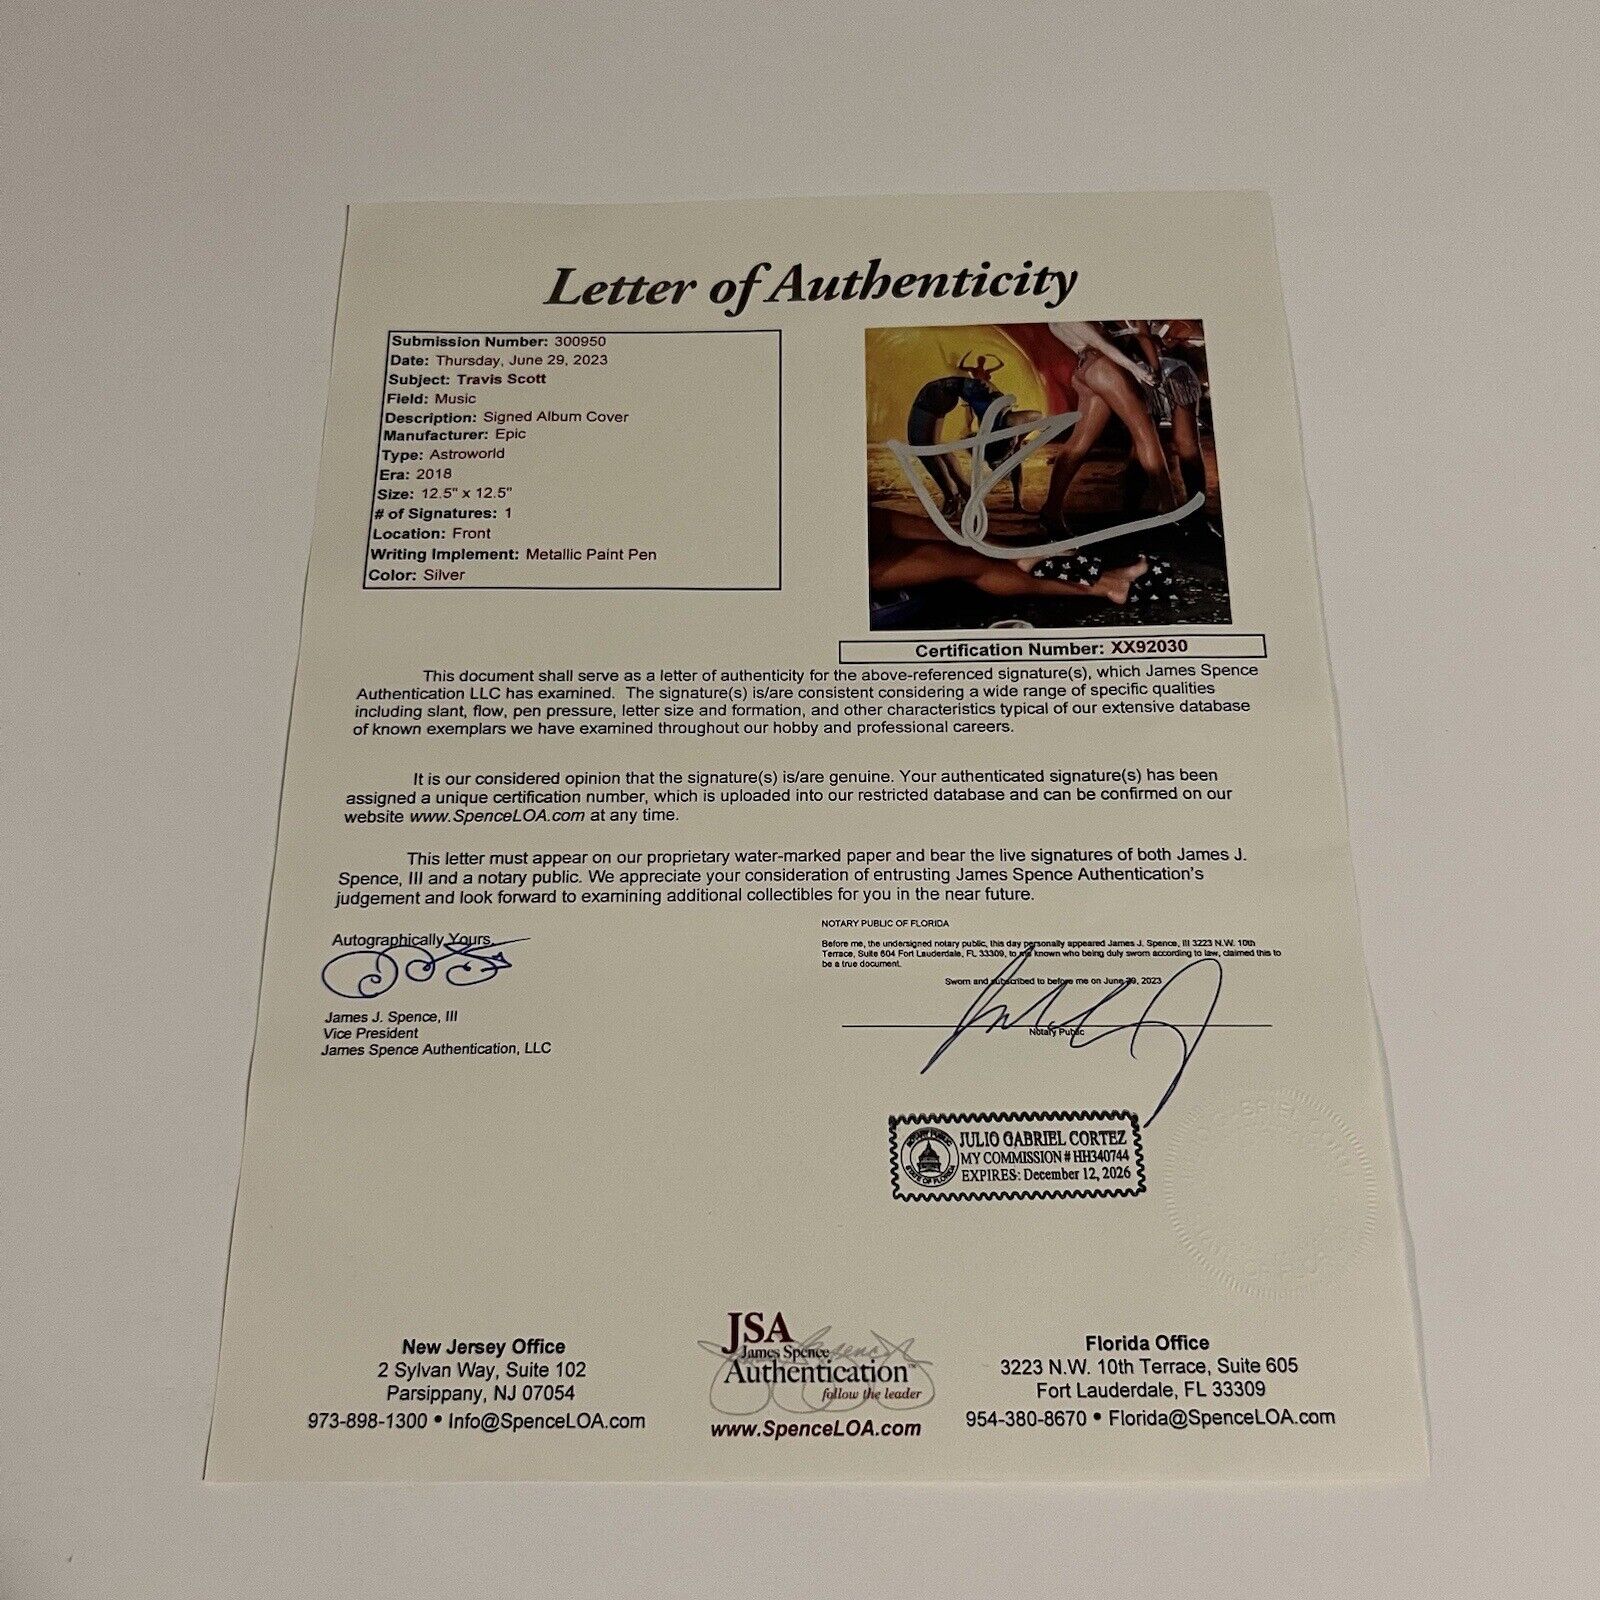 Letter of Authenticity
Submission Number: 300950
Date: Thursday, June 29, 2023
Subject: Travis Scott
Field: Music
Description: Signed Album Cover
Manufacturer: Epic
Type: Astroworld
Era: 2018
Size: 12.5" x 12.5"
# of Signatures: 1
Location: Front
Writing Implement: Metallic Paint Pen
Color: Silver
Certification Number: XX92030
This document shall serve as a letter of authenticity for the above-referenced signature(s), which James Spence
Authentication LLC has examined. The signature(s) is/are consistent considering a wide range of specific qualities
including slant, flow, pen pressure, letter size and formation, and other characteristics typical of our extensive database
of known exemplars we have examined throughout our hobby and professional careers.
It is our considered opinion that the signature(s) is/are genuine. Your authenticated signature(s) has been
assigned a unique certification number, which is uploaded into our restricted database and can be confirmed on our
website www.SpenceLOA.com at any time.
This letter must appear on our proprietary water-marked paper and bear the live signatures of both James J.
Spence, III and a notary public. We appreciate your consideration of entrusting James Spence Authentication's
judgement and look forward to examining additional collectibles for you in the near future.
Autographically Yours,
James J. Spence, III
Vice President
James Spence Authentication, LLC
NOTARY PUBLIC OF FLORIDA
Before me, the undersigned notary public, this day personally appeared James J. Spence, III 3223 N.W. 10th
Terrace, Suite 604 Fort Lauderdale, FL 33309, to me known who being duly sworn according to law, claimed this to
be a true document.
Sworn and subscribed to before me on June 29, 2023
Notary Public
NOTARY PUBLIC
STATE OF FLORIDA
JULIO GABRIEL CORTEZ
MY COMMISSION # HH340744
EXPIRES: December 12, 2026
New Jersey Office
2 Sylvan Way, Suite 102
Parsippany, NJ 07054
973-898-1300 • Info@SpenceLOA.com
JSA
James Spence
Authentication™
follow the leader
www.SpenceLOA.com
Florida Office
3223 N.W. 10th Terrace, Suite 605
Fort Lauderdale, FL 33309
954-380-8670 • Florida@SpenceLOA.com